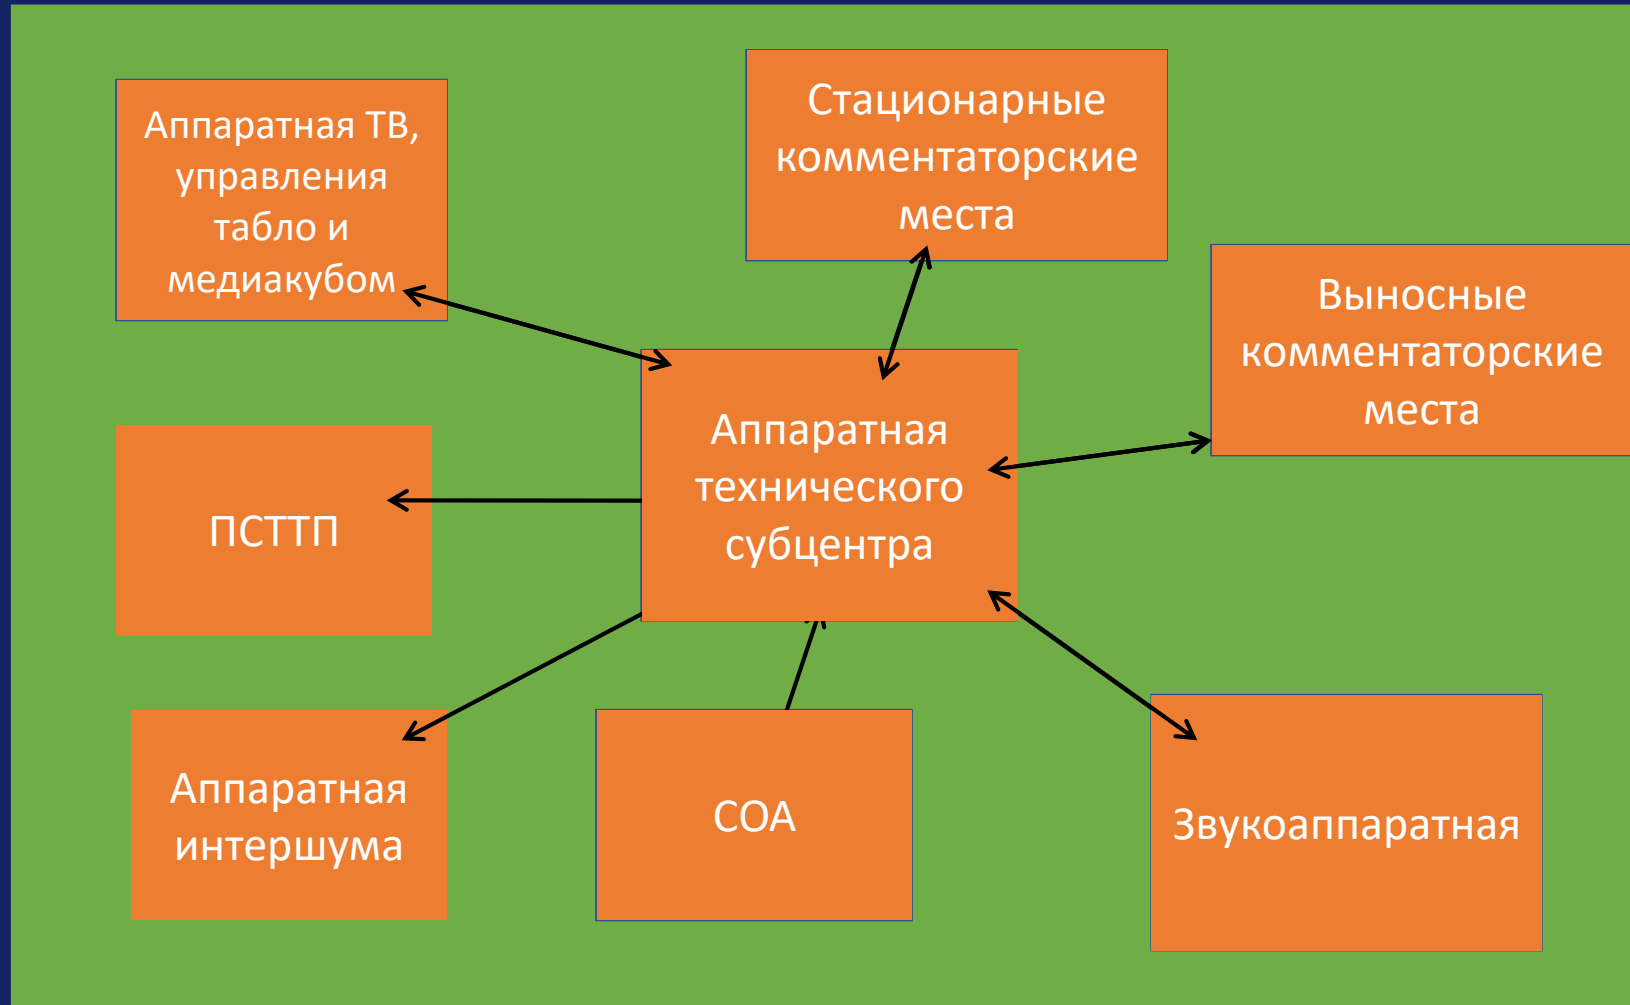 Аппаратная ТВ,
управления
табло и
медиакубом
Стационарные
комментаторские
места
Выносные
комментаторские
места
Аппаратная
технического
субцентра
ПСТТП
Аппаратная
интершума
СОА
Звукоаппаратная